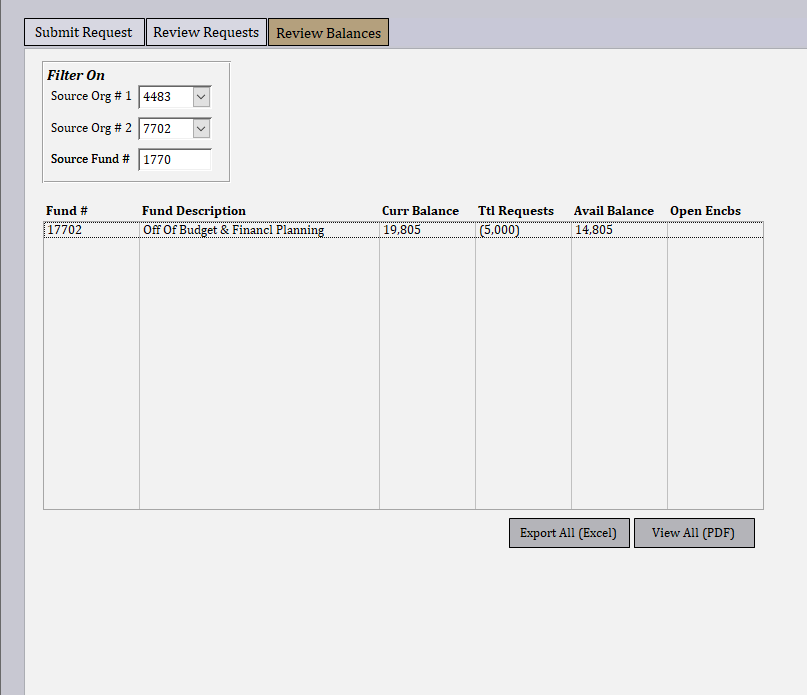 Submit Request Review Requests Review Balances
Filter On
Source Org # 1 4483
Source Org # 2 7702
Source Fund # 1770
Fund # Fund Description Curr Balance Ttl Requests Avail Balance Open Encbs
17702 Off Of Budget & Financl Planning 19,805 (5,000) 14,805
Export All (Excel) View All (PDF)